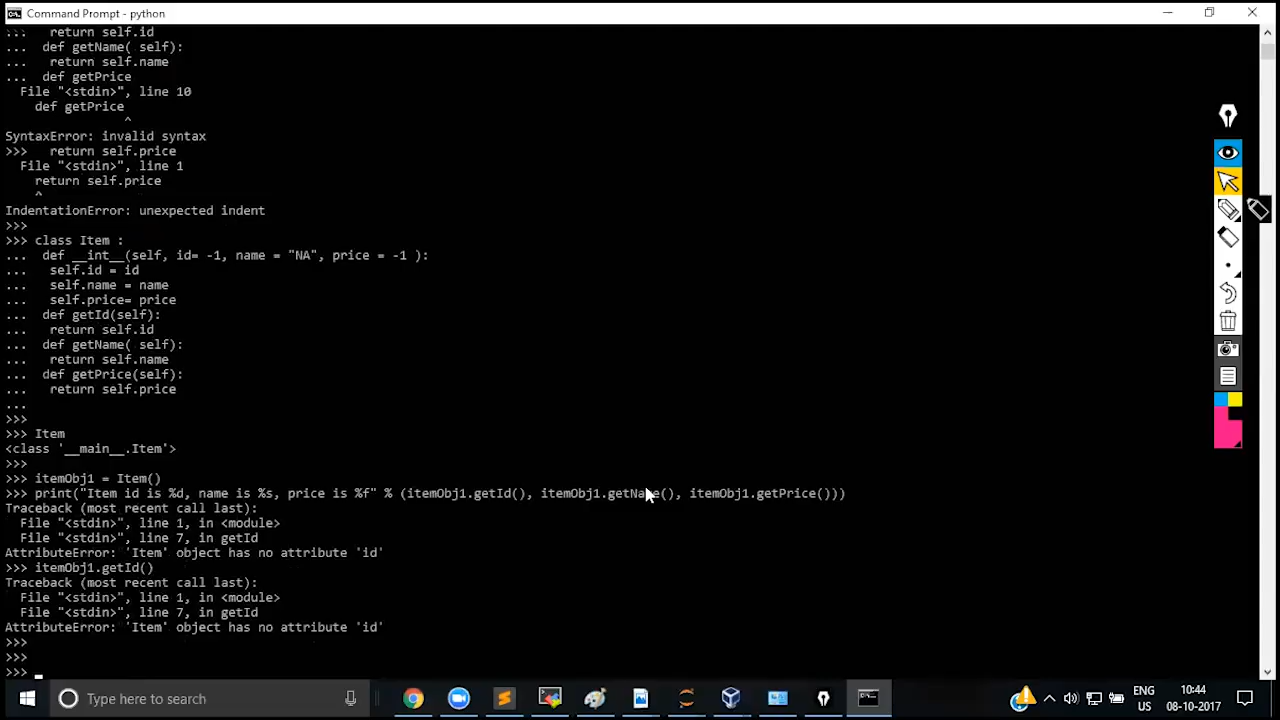 Command Prompt - python
... return self.id
... def getName( self):
... return self.name
... def getPrice
File "<stdin>", line 10
def getPrice
^
SyntaxError: invalid syntax
>>> return self.price
File "<stdin>", line 1
return self.price
^
IndentationError: unexpected indent
>>>
>>> class Item :
... def __int__(self, id= -1, name = "NA", price = -1 ):
... self.id = id
... self.name = name
... self.price= price
... def getId(self):
... return self.id
... def getName( self):
... return self.name
... def getPrice(self):
... return self.price
...
>>>
>>> Item
<class '__main__.Item'>
>>>
>>> itemObj1 = Item()
>>> print("Item id is %d, name is %s, price is %f" % (itemObj1.getId(), itemObj1.getName(), itemObj1.getPrice()))
Traceback (most recent call last):
File "<stdin>", line 1, in <module>
File "<stdin>", line 7, in getId
AttributeError: 'Item' object has no attribute 'id'
>>> itemObj1.getId()
Traceback (most recent call last):
File "<stdin>", line 1, in <module>
File "<stdin>", line 7, in getId
AttributeError: 'Item' object has no attribute 'id'
>>>
>>>
>>>
Type here to search
ENG
US
10:44
08-10-2017